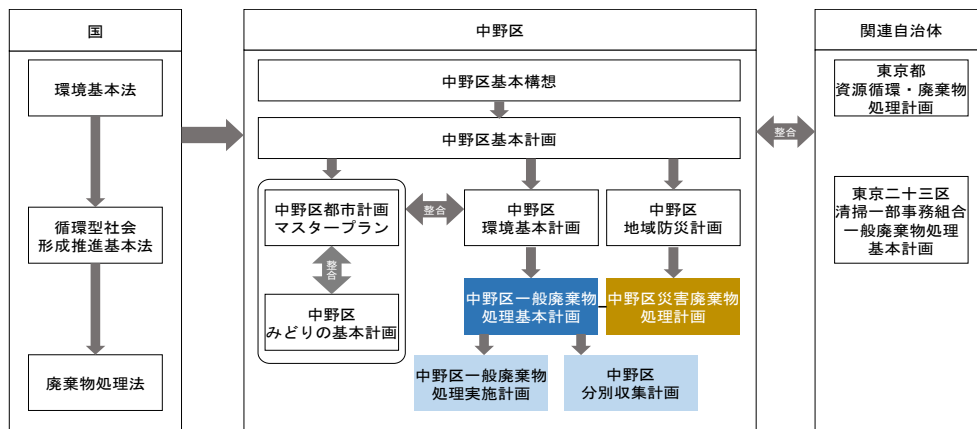 国
環境基本法
循環型社会
形成推進基本法
廃棄物処理法
中野区
中野区基本構想
中野区基本計画
中野区都市計画
マスタープラン
整合
中野区
みどりの基本計画
整合
中野区
環境基本計画
中野区
地域防災計画
中野区一般廃棄物
処理基本計画
中野区災害廃棄物
処理計画
中野区一般廃棄物
処理実施計画
中野区
分別収集計画
整合
関連自治体
東京都
資源循環・廃棄物
処理計画
東京二十三区
清掃一部事務組合
一般廃棄物処理
基本計画